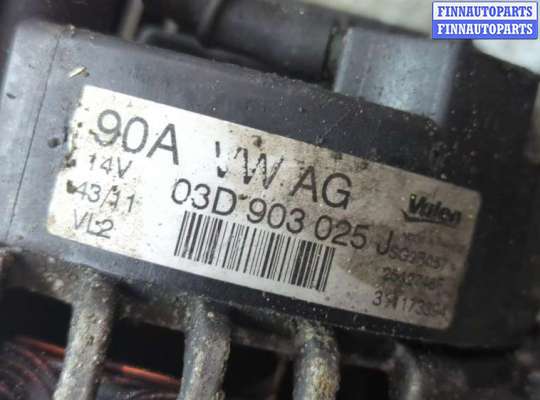 FINNAUTOPARTS
FINNAUTOPARTS
90A VW AG
14V
43/11
VL2
03D 903 025 J
Valeo